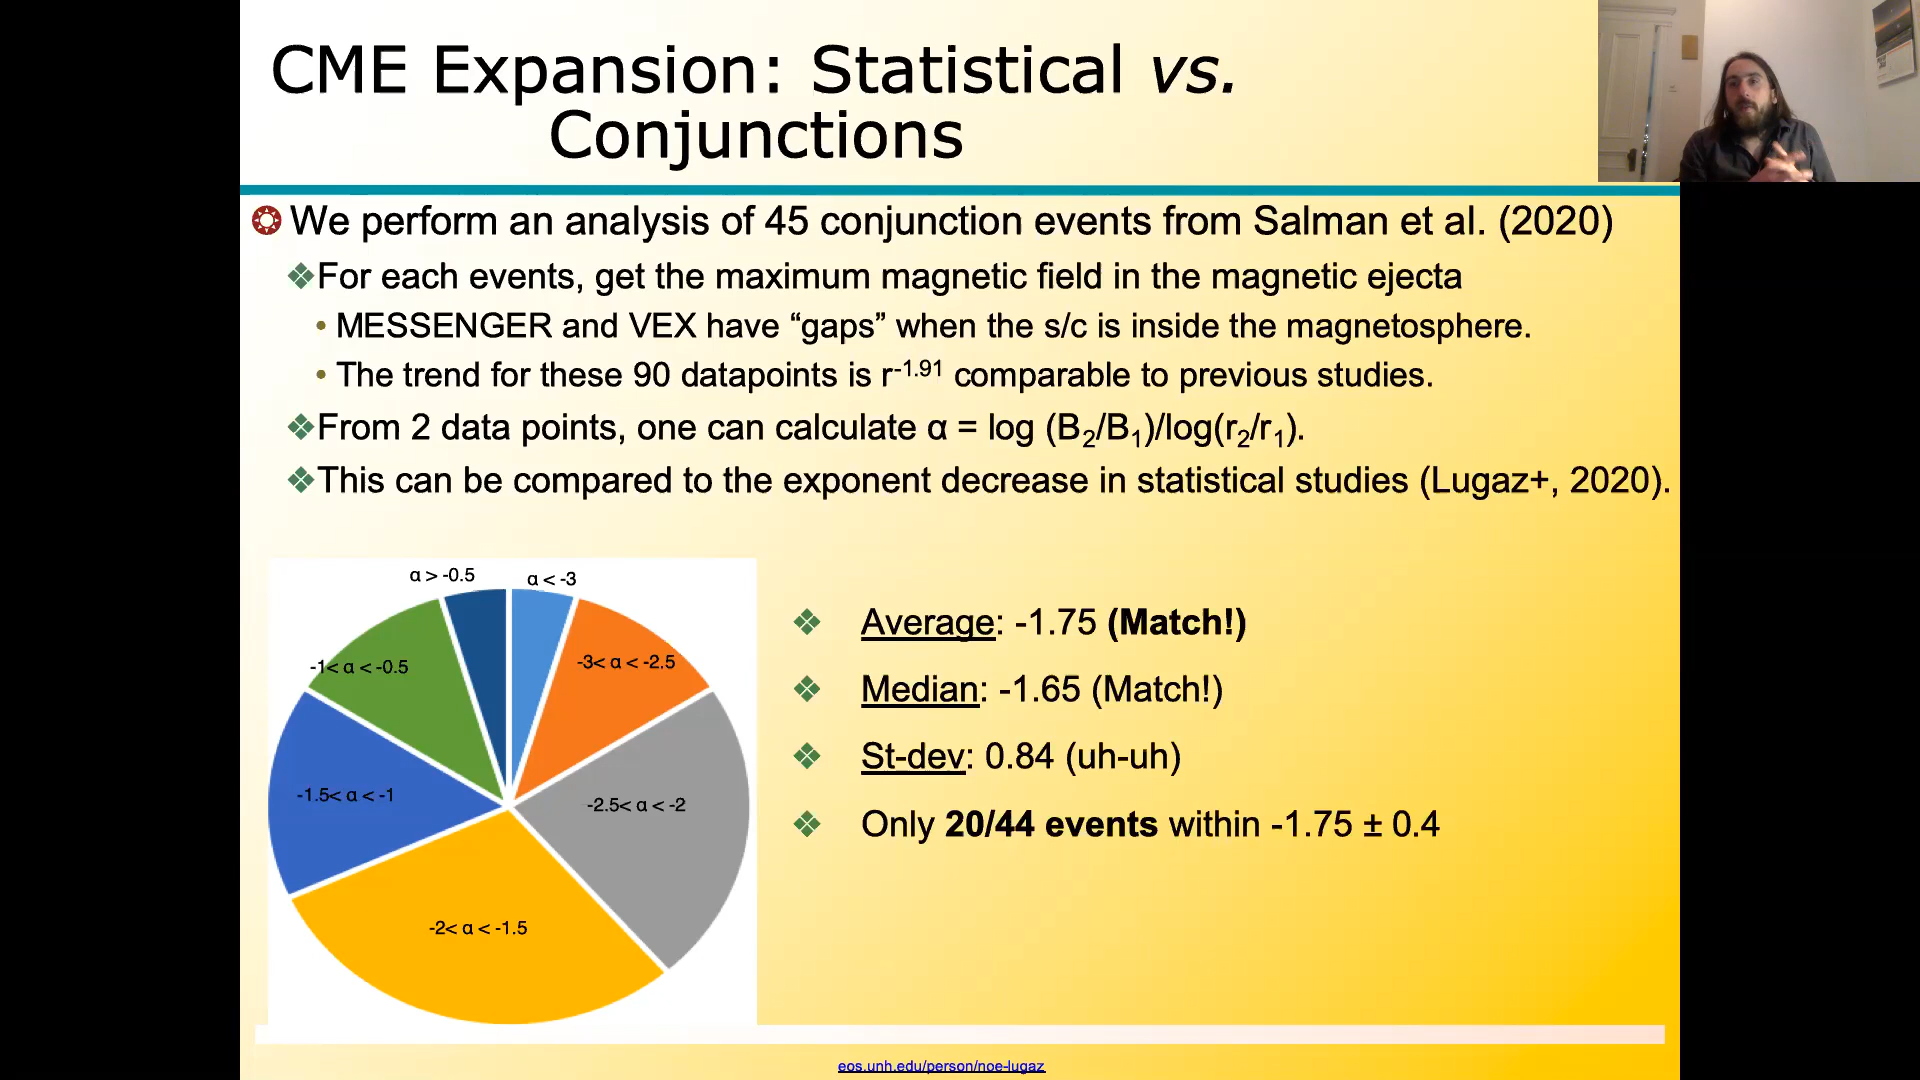 CME Expansion: Statistical vs.
Conjunctions
We perform an analysis of 45 conjunction events from Salman et al. (2020)
❖For each events, get the maximum magnetic field in the magnetic ejecta
• MESSENGER and VEX have “gaps” when the s/c is inside the magnetosphere.
• The trend for these 90 datapoints is r-1.91 comparable to previous studies.
❖From 2 data points, one can calculate α = log (B2/B1)/log(r2/r1).
❖This can be compared to the exponent decrease in statistical studies (Lugaz+, 2020).
α > -0.5
α < -3
-1< α < -0.5
-3< α < -2.5
-1.5< α < -1
-2.5< α < -2
-2< α < -1.5
❖ Average: -1.75 (Match!)
❖ Median: -1.65 (Match!)
❖ St-dev: 0.84 (uh-uh)
❖ Only 20/44 events within -1.75 ± 0.4
eos.unh.edu/person/noe-lugaz